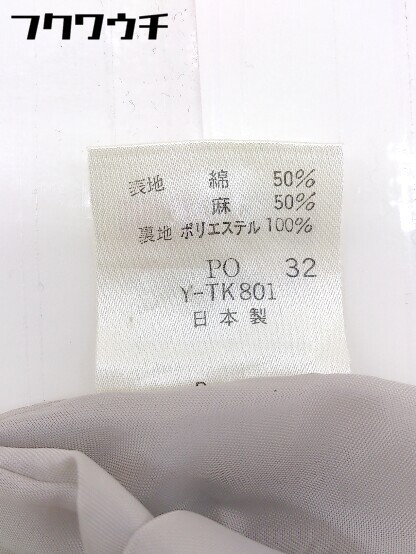 フクワウチ
表地 綿 50%
麻 50%
裏地 ポリエステル 100%
PO 32
Y-TK801
日本製